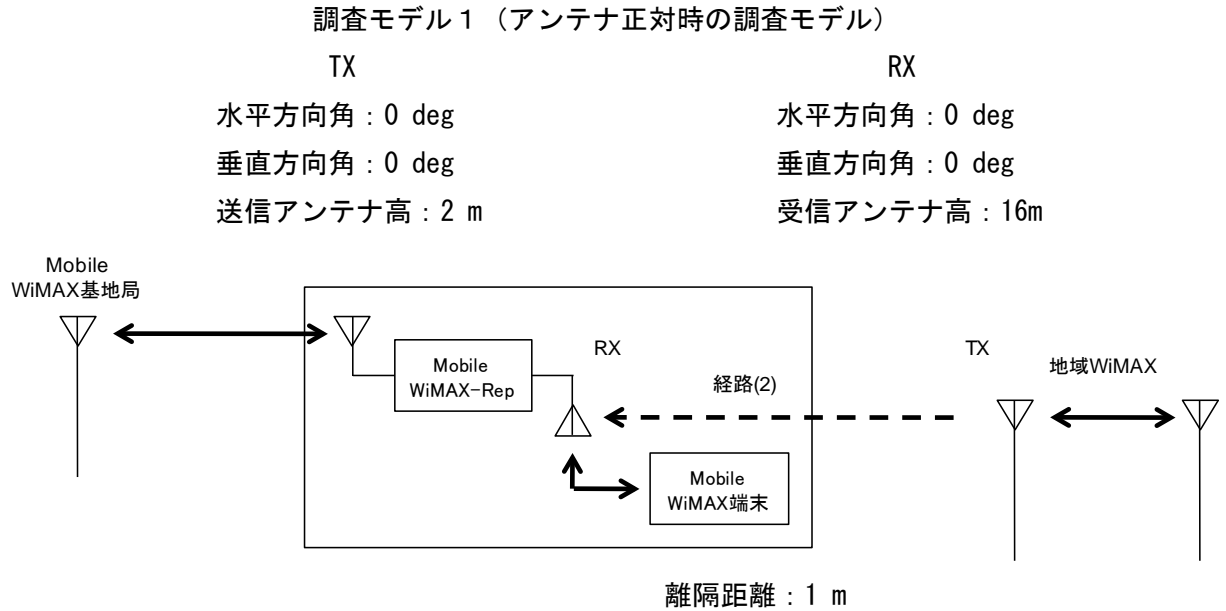 調査モデル１（アンテナ正対時の調査モデル）
TX
RX
水平方向角：0 deg
水平方向角：0 deg
垂直方向角：0 deg
垂直方向角：0 deg
送信アンテナ高：2 m
受信アンテナ高：16m
Mobile
WiMAX基地局
Mobile
WiMAX-Rep
RX
経路(2)
TX
地域WiMAX
Mobile
WiMAX端末
離隔距離：1 m